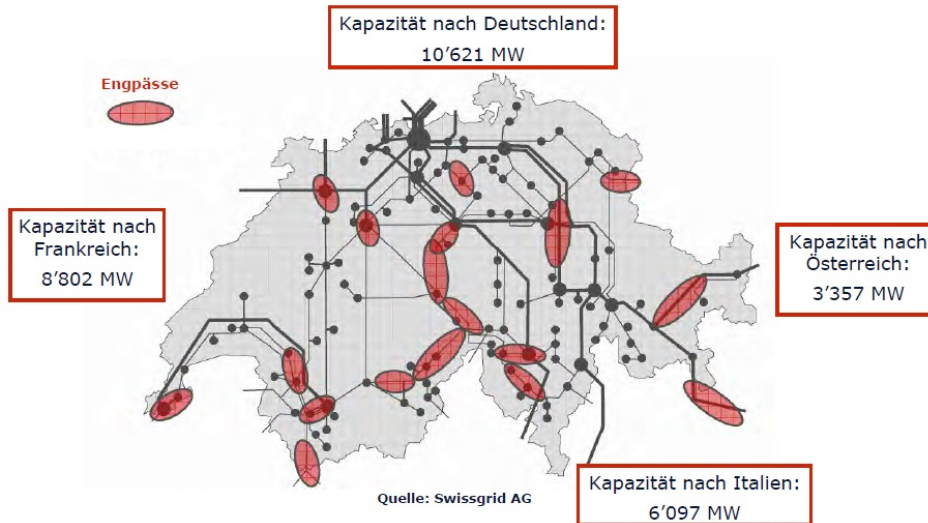 Kapazität nach Deutschland:
10’621 MW
Engpässe
Kapazität nach
Frankreich:
8’802 MW
Kapazität nach
Österreich:
3’357 MW
Kapazität nach Italien:
6’097 MW
Quelle: Swissgrid AG